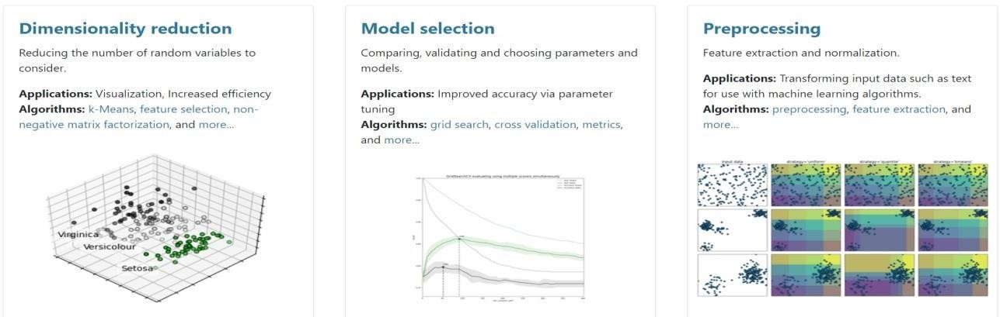 Dimensionality reduction
Reducing the number of random variables to
consider.
Applications: Visualization, Increased efficiency
Algorithms: k-Means, feature selection, non-
negative matrix factorization, and more...
Virginica
Versicolour
Setosa
Model selection
Comparing, validating and choosing parameters and
models.
Applications: Improved accuracy via parameter
tuning
Algorithms: grid search, cross validation, metrics,
and more...
GridSearchCV evaluating using multiple scorers simultaneously
Preprocessing
Feature extraction and normalization.
Applications: Transforming input data such as text
for use with machine learning algorithms.
Algorithms: preprocessing, feature extraction, and
more...
input data strategy='uniform' strategy='quantile' strategy='kmeans'